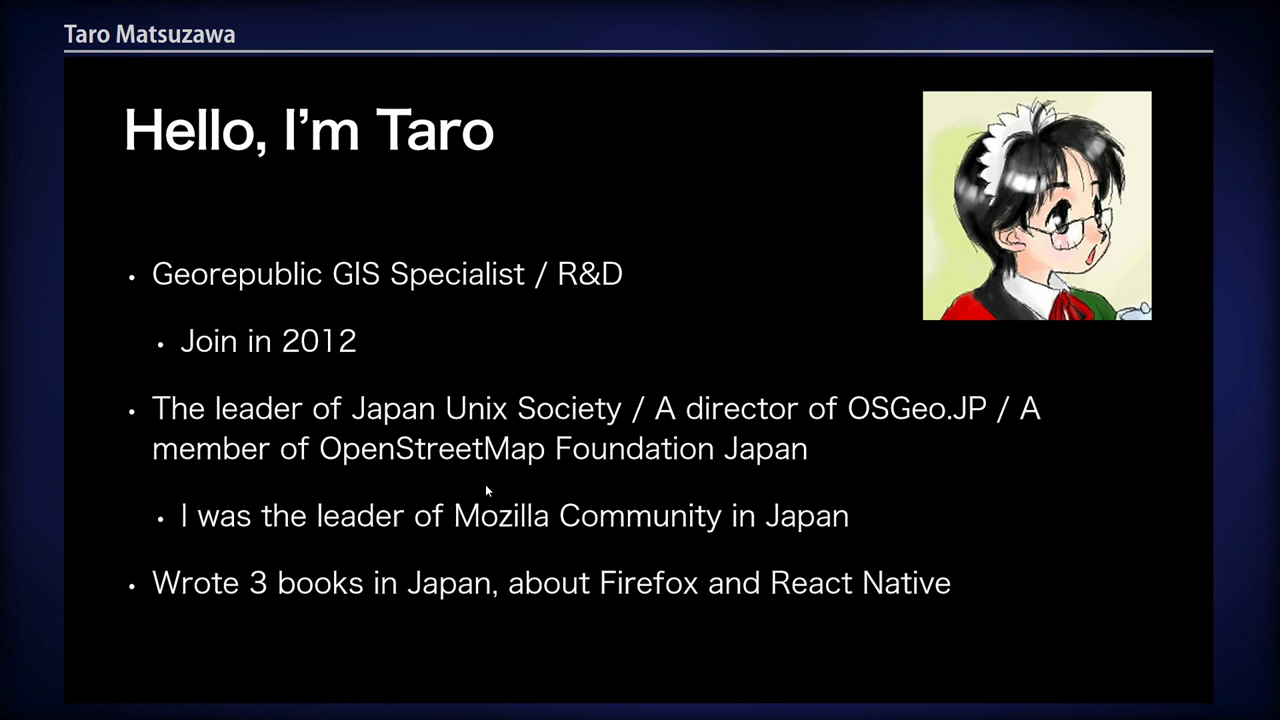 Taro Matsuzawa
Hello, I’m Taro
• Georepublic GIS Specialist / R&D
• Join in 2012
• The leader of Japan Unix Society / A director of OSGeo.JP / A
member of OpenStreetMap Foundation Japan
• I was the leader of Mozilla Community in Japan
• Wrote 3 books in Japan, about Firefox and React Native